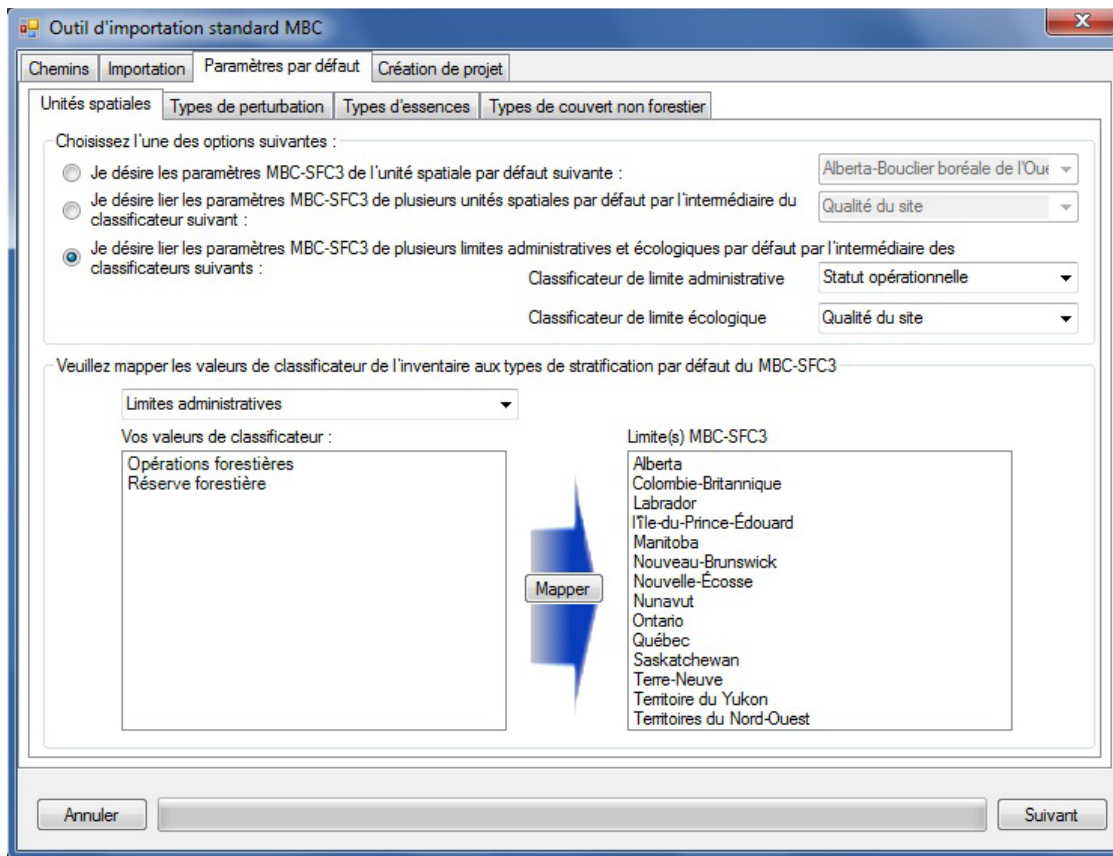 Outil d'importation standard MBC
Chemins Importation Paramètres par défaut Création de projet
Unités spatiales Types de perturbation Types d'essences Types de couvert non forestier
Choisissez l'une des options suivantes :
Je désire les paramètres MBC-SFC3 de l'unité spatiale par défaut suivante :
Alberta-Bouclier boréale de l'Oue
Je désire lier les paramètres MBC-SFC3 de plusieurs unités spatiales par défaut par l'intermédiaire du
classificateur suivant :
Qualité du site
Je désire lier les paramètres MBC-SFC3 de plusieurs limites administratives et écologiques par défaut par l'intermédiaire des
classificateurs suivants :
Classificateur de limite administrative Statut opérationnelle
Classificateur de limite écologique Qualité du site
Veuillez mapper les valeurs de classificateur de l'inventaire aux types de stratification par défaut du MBC-SFC3
Limites administratives
Vos valeurs de classificateur :
Opérations forestières
Réserve forestière
Mapper
Limite(s) MBC-SFC3
Alberta
Colombie-Britannique
Labrador
l'Île-du-Prince-Édouard
Manitoba
Nouveau-Brunswick
Nouvelle-Écosse
Nunavut
Ontario
Québec
Saskatchewan
Terre-Neuve
Territoire du Yukon
Territoires du Nord-Ouest
Annuler Suivant